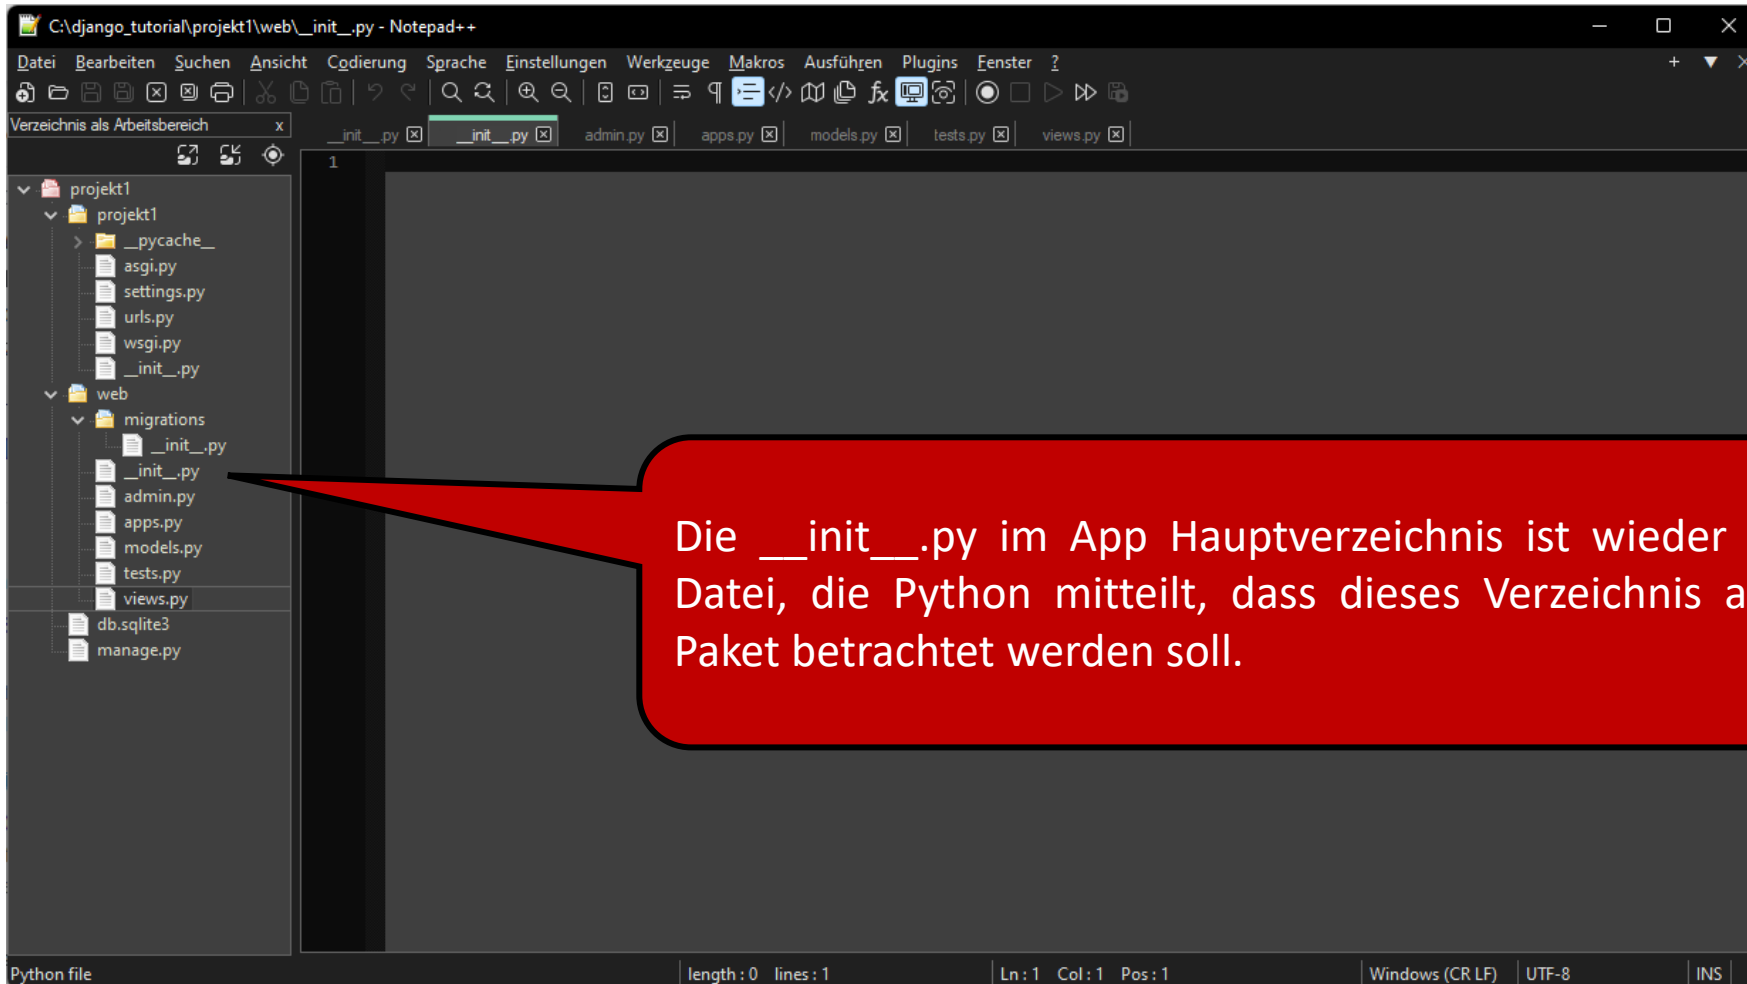 C:\django_tutorial\projekt1\web\__init__.py - Notepad++
Datei Bearbeiten Suchen Ansicht Codierung Sprache Einstellungen Werkzeuge Makros Ausführen Plugins Fenster ?
Verzeichnis als Arbeitsbereich x
__init__.py __init__.py admin.py apps.py models.py tests.py views.py
1
projekt1
projekt1
__pycache__
asgi.py
settings.py
urls.py
wsgi.py
__init__.py
web
migrations
__init__.py
__init__.py
admin.py
apps.py
models.py
tests.py
views.py
db.sqlite3
manage.py
Die __init__.py im App Hauptverzeichnis ist wieder
Datei, die Python mitteilt, dass dieses Verzeichnis a
Paket betrachtet werden soll.
Python file length : 0 lines : 1 Ln : 1 Col : 1 Pos : 1 Windows (CR LF) UTF-8 INS